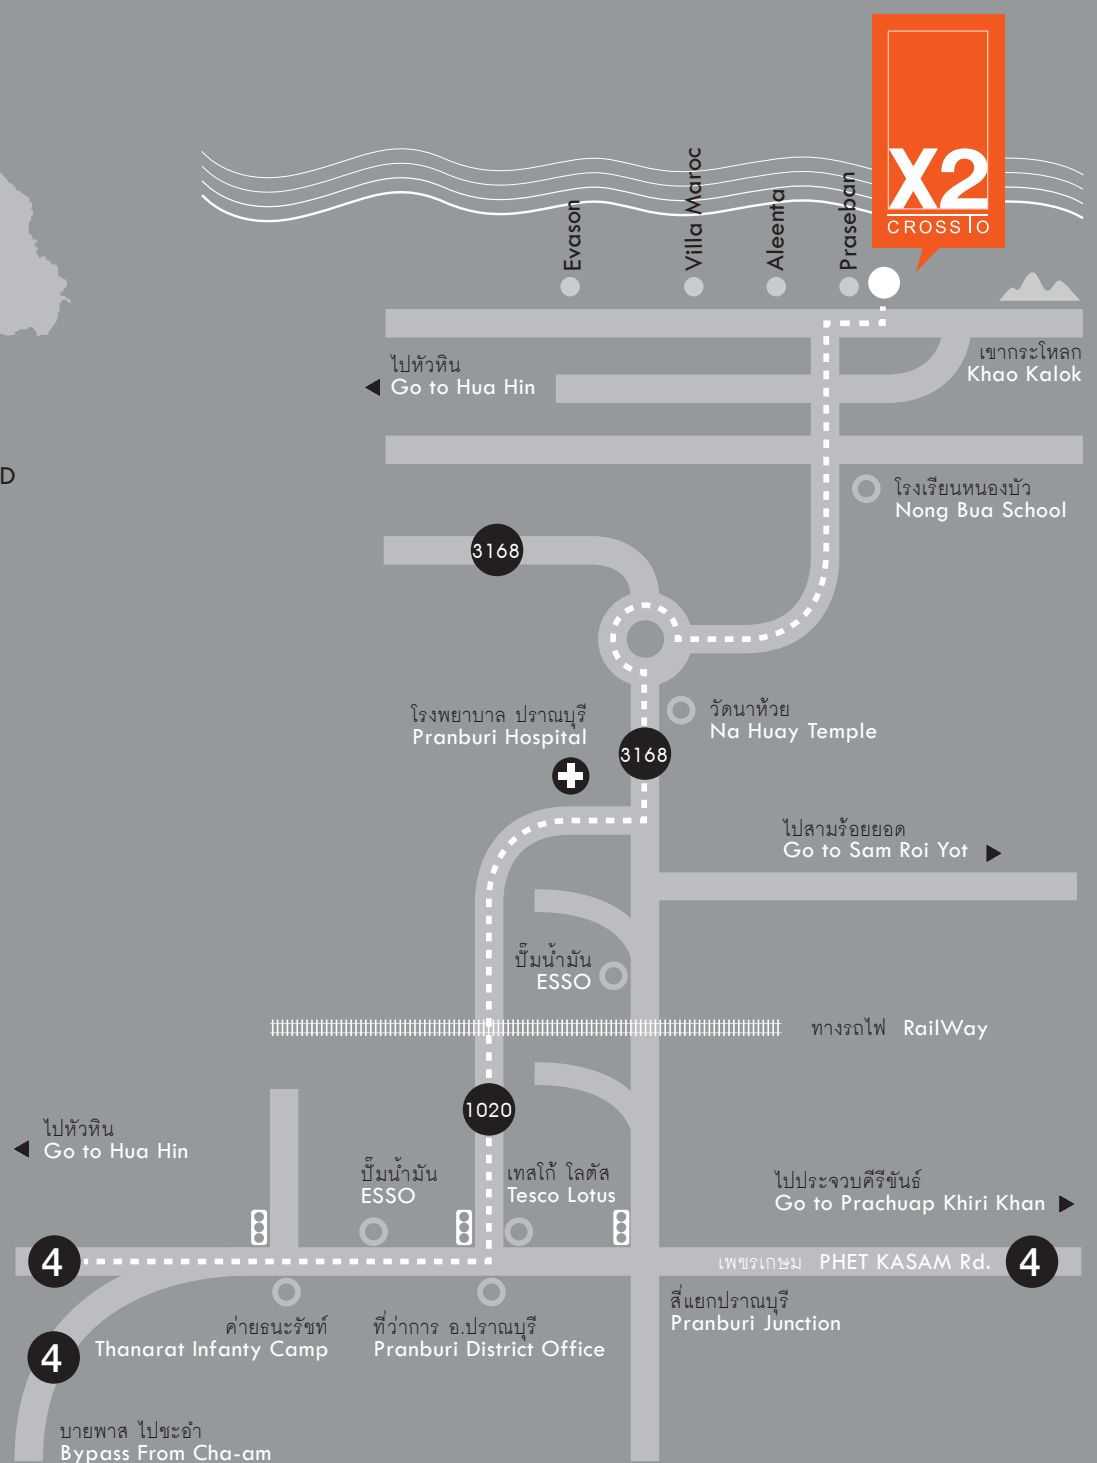 X2
CROSSTO
Evason
Villa Maroc
Aleenta
Praseban
ไปหัวหิน
Go to Hua Hin
เขากระโหลก
Khao Kalok
D
โรงเรียนหนองบัว
Nong Bua School
3168
โรงพยาบาล ปราณบุรี
Pranburi Hospital
วัดนาห้วย
Na Huay Temple
3168
ไปสามร้อยยอด
Go to Sam Roi Yot
ปั๊มน้ำมัน
ESSO
ทางรถไฟ RailWay
1020
ไปหัวหิน
Go to Hua Hin
ปั๊มน้ำมัน
ESSO
เทสโก้ โลตัส
Tesco Lotus
ไปประจวบคีรีขันธ์
Go to Prachuap Khiri Khan
4
เพชรเกษม PHET KASAM Rd.
4
สี่แยกปราณบุรี
Pranburi Junction
ค่ายธนะรัชท์
Thanarat Infanty Camp
ที่ว่าการ อ.ปราณบุรี
Pranburi District Office
4
บายพาส ไปชะอำ
Bypass From Cha-am